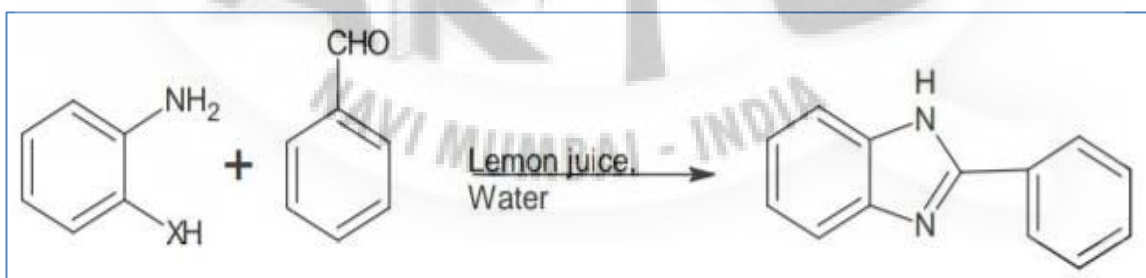 CHO
NH2
+
XH
Lemon juice,
Water
H
N
N
NAVI MUMBAI - INDIA